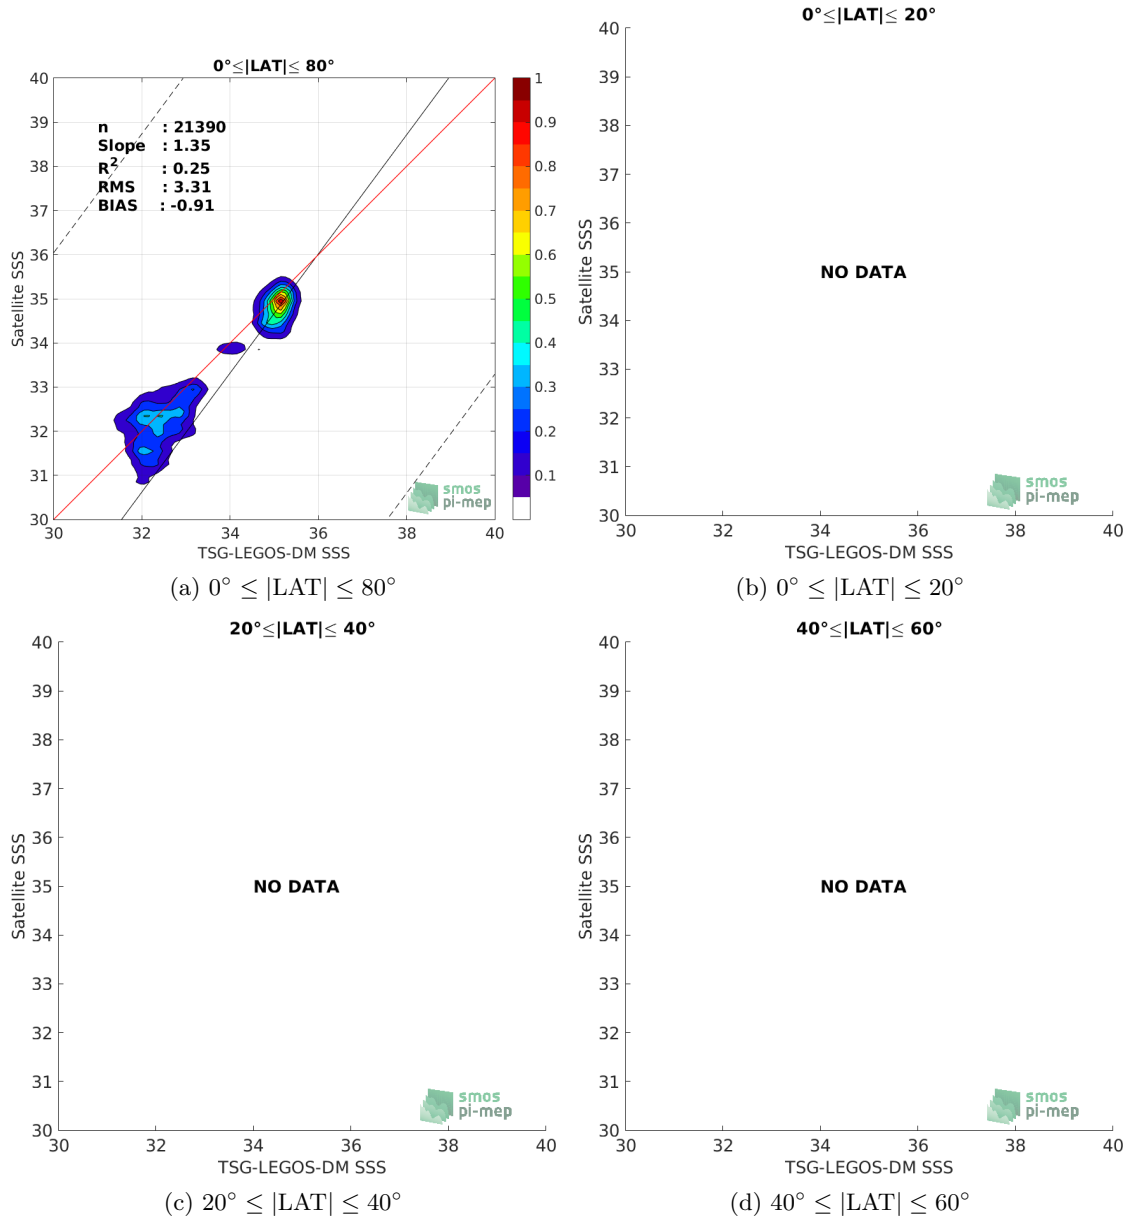 0°≤|LAT|≤ 80°
n : 21390
Slope : 1.35
R2 : 0.25
RMS : 3.31
BIAS : -0.91
40
39
38
37
36
35
34
33
32
31
30
30 32 34 36 38 40
Satellite SSS
TSG-LEGOS-DM SSS
1
0.9
0.8
0.7
0.6
0.5
0.4
0.3
0.2
0.1
smos
pi-mep
(a) 0° ≤ |LAT| ≤ 80°
0°≤|LAT|≤ 20°
40
39
38
37
36
35
34
33
32
31
30
30 32 34 36 38 40
Satellite SSS
NO DATA
TSG-LEGOS-DM SSS
smos
pi-mep
(b) 0° ≤ |LAT| ≤ 20°
20°≤|LAT|≤ 40°
40
39
38
37
36
35
34
33
32
31
30
30 32 34 36 38 40
Satellite SSS
NO DATA
TSG-LEGOS-DM SSS
smos
pi-mep
(c) 20° ≤ |LAT| ≤ 40°
40°≤|LAT|≤ 60°
40
39
38
37
36
35
34
33
32
31
30
30 32 34 36 38 40
Satellite SSS
NO DATA
TSG-LEGOS-DM SSS
smos
pi-mep
(d) 40° ≤ |LAT| ≤ 60°